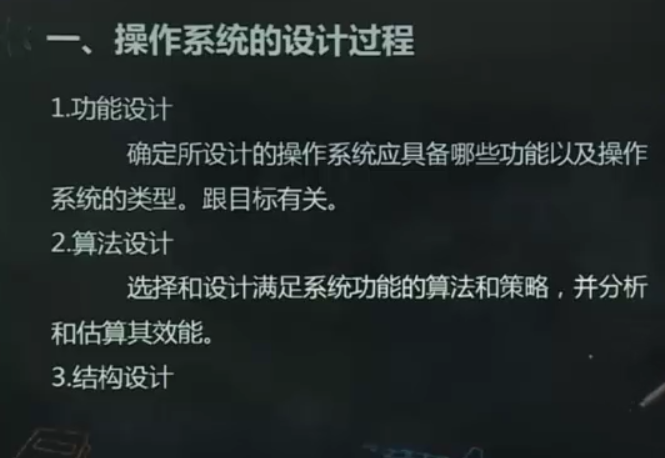 一、操作系统的设计过程
1.功能设计
确定所设计的操作系统应具备哪些功能以及操作
系统的类型。跟目标有关。
2.算法设计
选择和设计满足系统功能的算法和策略，并分析
和估算其效能。
3.结构设计